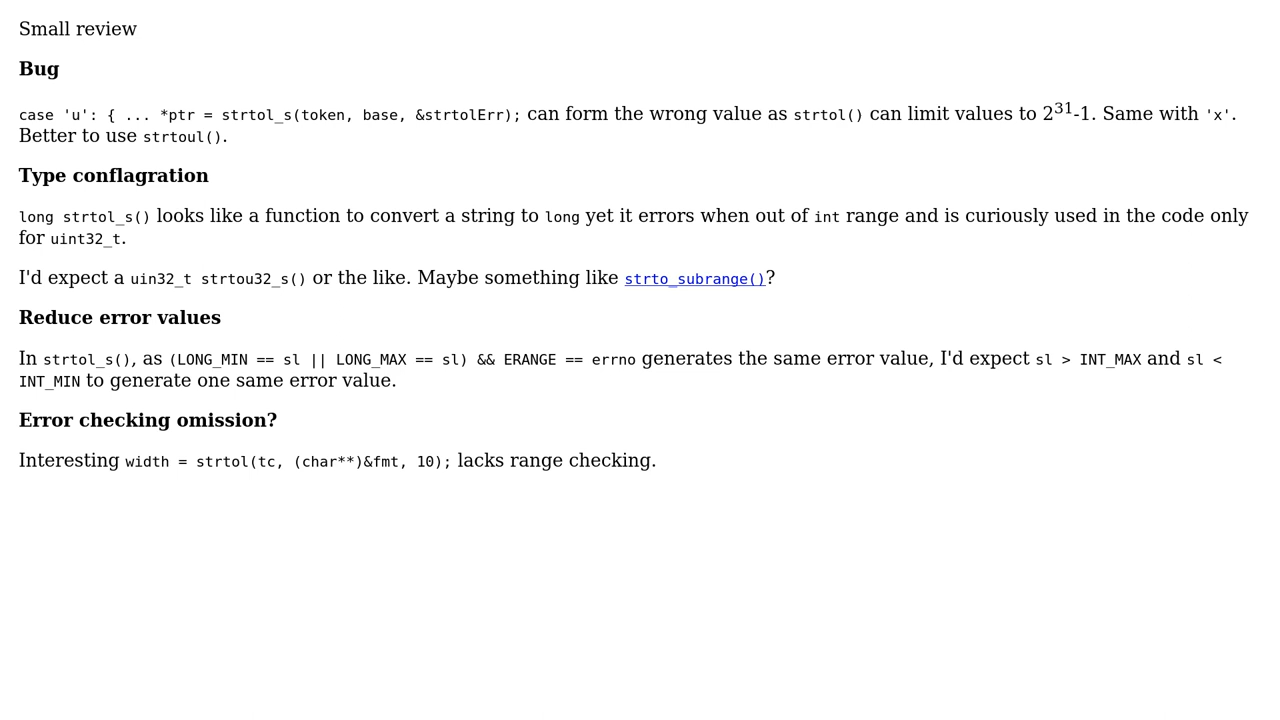 Small review
Bug
case 'u': { ... *ptr = strtol_s(token, base, &strtolErr); can form the wrong value as strtol() can limit values to 2^31-1. Same with 'x'.
Better to use strtoul().
Type conflagration
long strtol_s() looks like a function to convert a string to long yet it errors when out of int range and is curiously used in the code only
for uint32_t.
I'd expect a uin32_t strtou32_s() or the like. Maybe something like strto_subrange()?
Reduce error values
In strtol_s(), as (LONG_MIN == sl || LONG_MAX == sl) && ERANGE == errno generates the same error value, I'd expect sl > INT_MAX and sl <
INT_MIN to generate one same error value.
Error checking omission?
Interesting width = strtol(tc, (char**)&fmt, 10); lacks range checking.